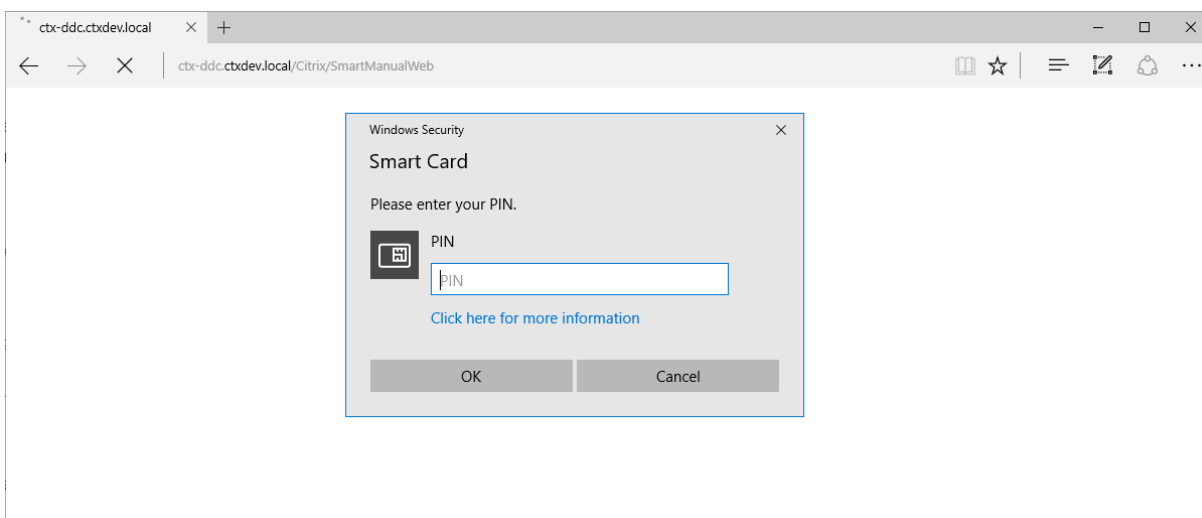 ctx-ddc.ctxdev.local
ctx-ddc.ctxdev.local/Citrix/SmartManualWeb
Windows Security
Smart Card
Please enter your PIN.
PIN
PIN
Click here for more information
OK Cancel